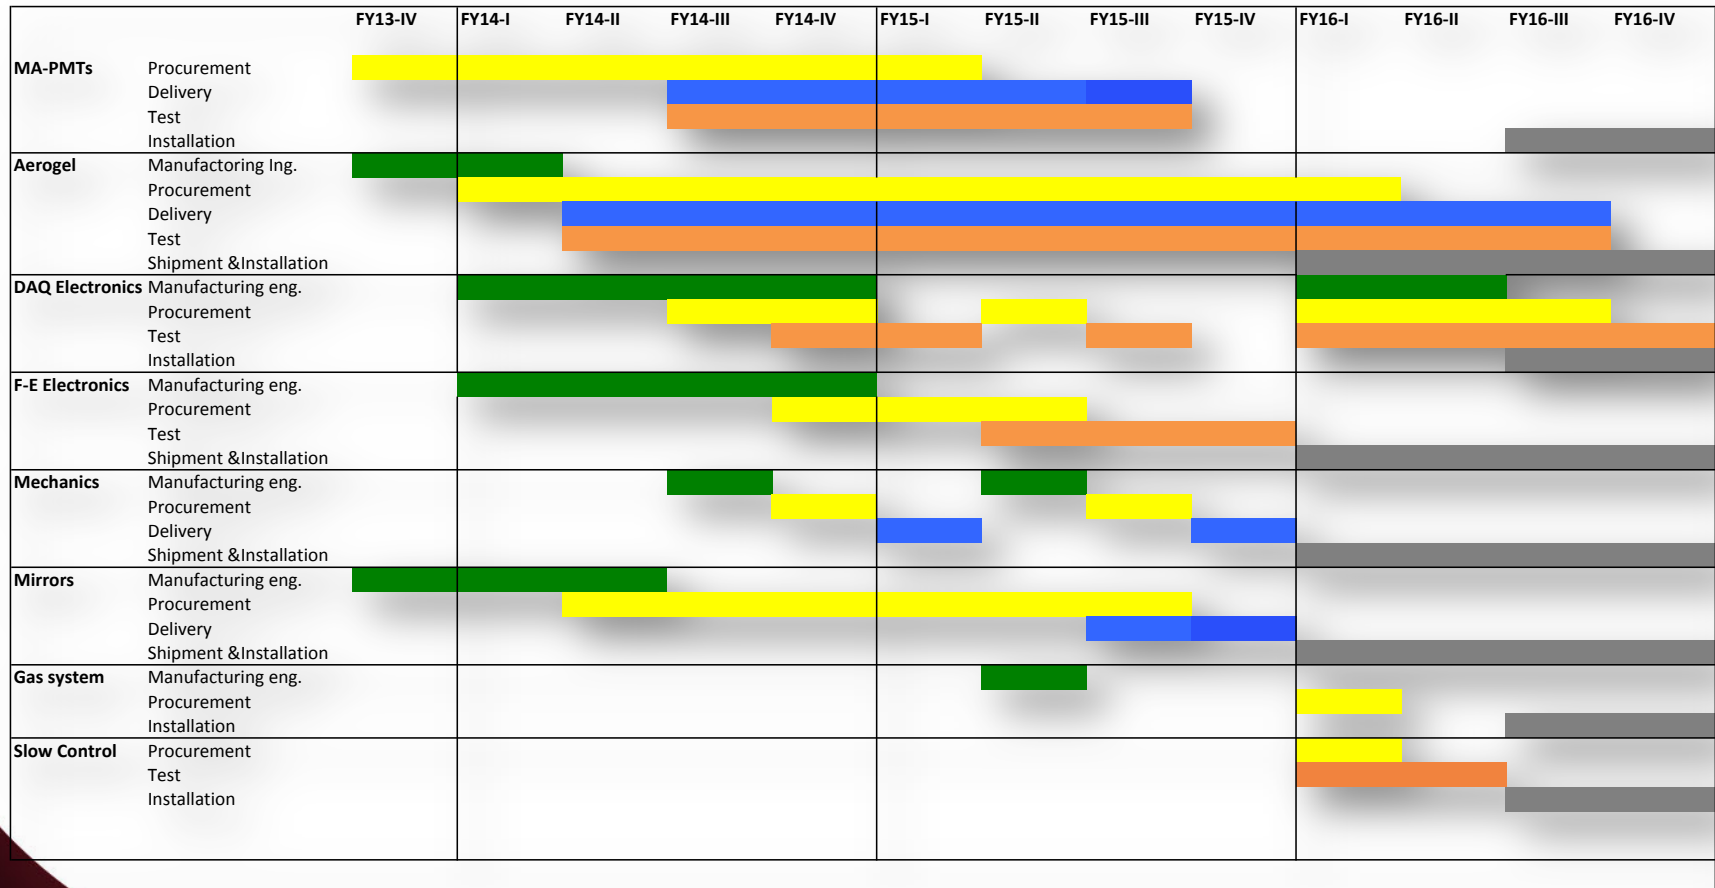 FY13-IV FY14-I FY14-II FY14-III FY14-IV FY15-I FY15-II FY15-III FY15-IV FY16-I FY16-II FY16-III FY16-IV
MA-PMTs Procurement
Delivery
Test
Installation
Aerogel Manufactoring Ing.
Procurement
Delivery
Test
Shipment &Installation
DAQ Electronics Manufacturing eng.
Procurement
Test
Installation
F-E Electronics Manufacturing eng.
Procurement
Test
Shipment &Installation
Mechanics Manufacturing eng.
Procurement
Delivery
Shipment &Installation
Mirrors Manufacturing eng.
Procurement
Delivery
Shipment &Installation
Gas system Manufacturing eng.
Procurement
Installation
Slow Control Procurement
Test
Installation